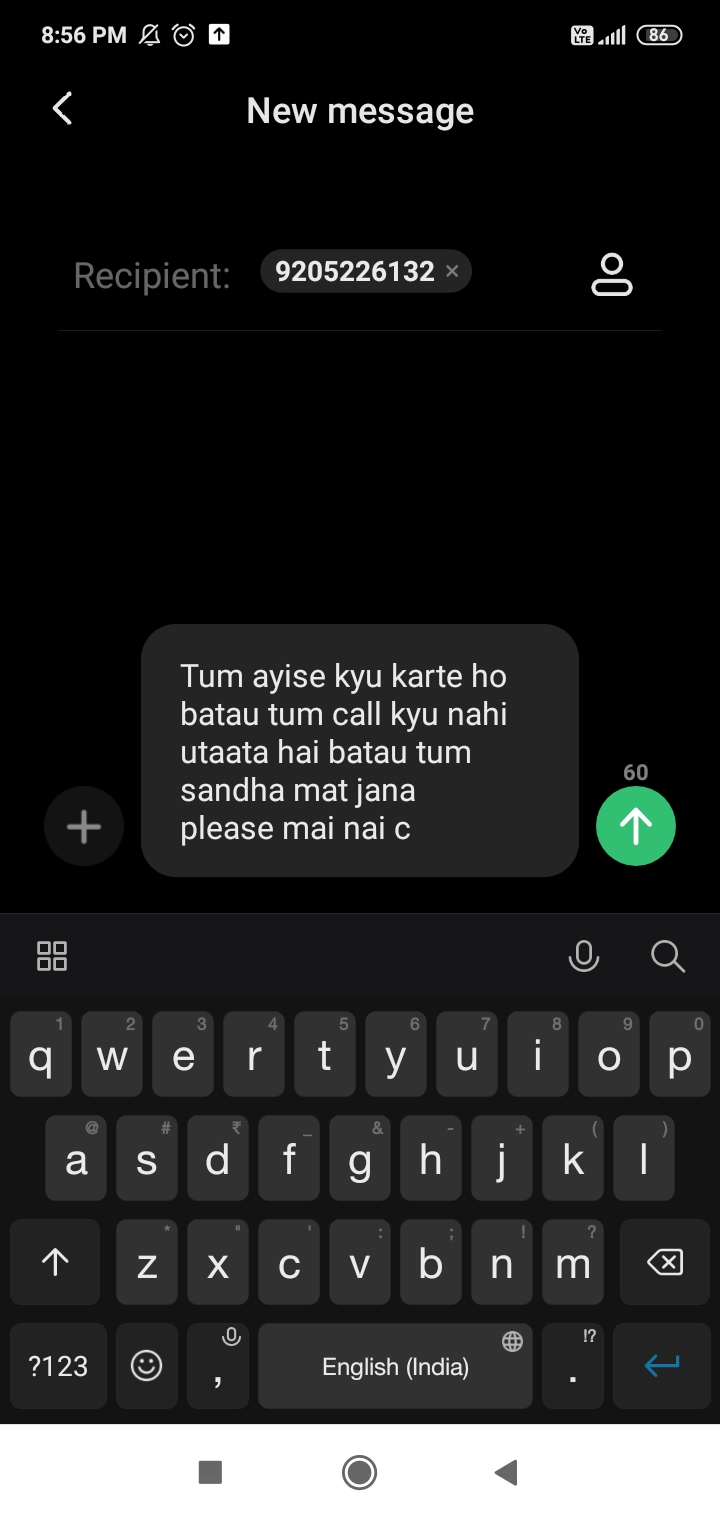 8:56 PM
Vo LTE
86
New message
Recipient: 9205226132 ×
Tum ayise kyu karte ho
batau tum call kyu nahi
utaata hai batau tum
sandha mat jana
please mai nai c
60
1 2 3 4 5 6 7 8 9 0
q w e r t y u i o p
@ # ₹ _ & - + ( )
a s d f g h j k l
* " ' : ; ! ?
z x c v b n m
!?
?123 , English (India) .